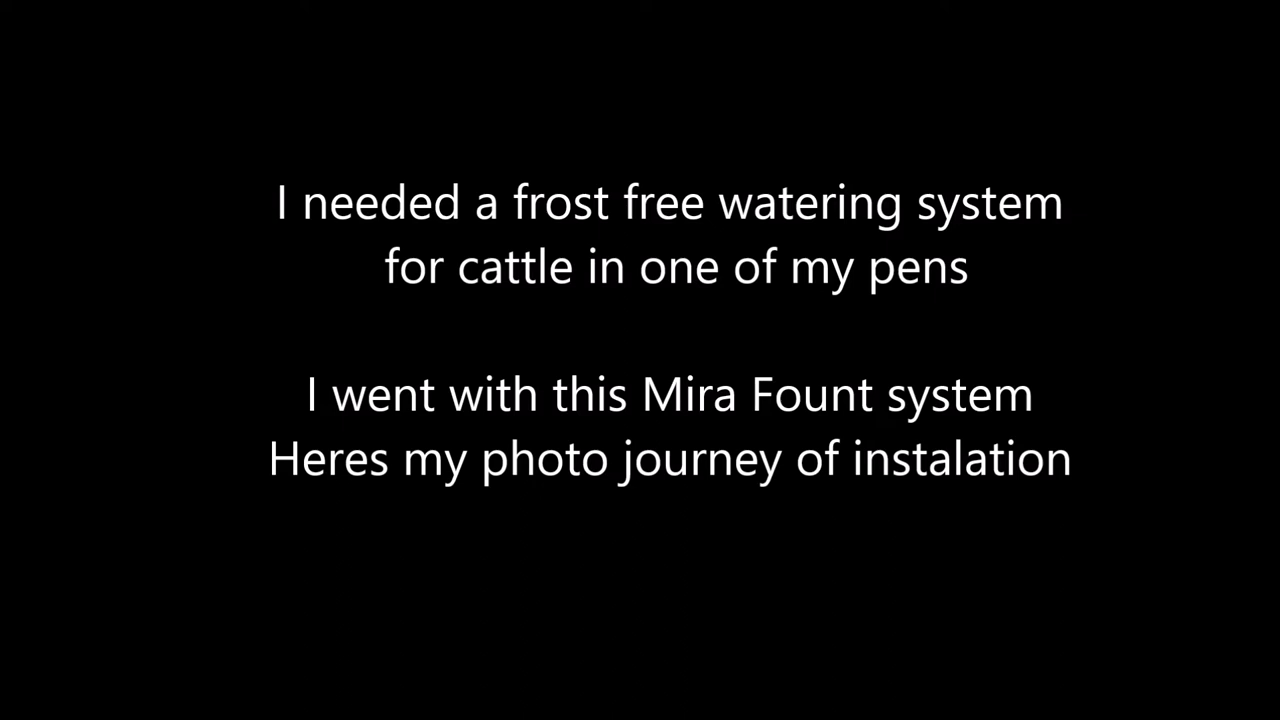 I needed a frost free watering system
for cattle in one of my pens
I went with this Mira Fount system
Heres my photo journey of instalation